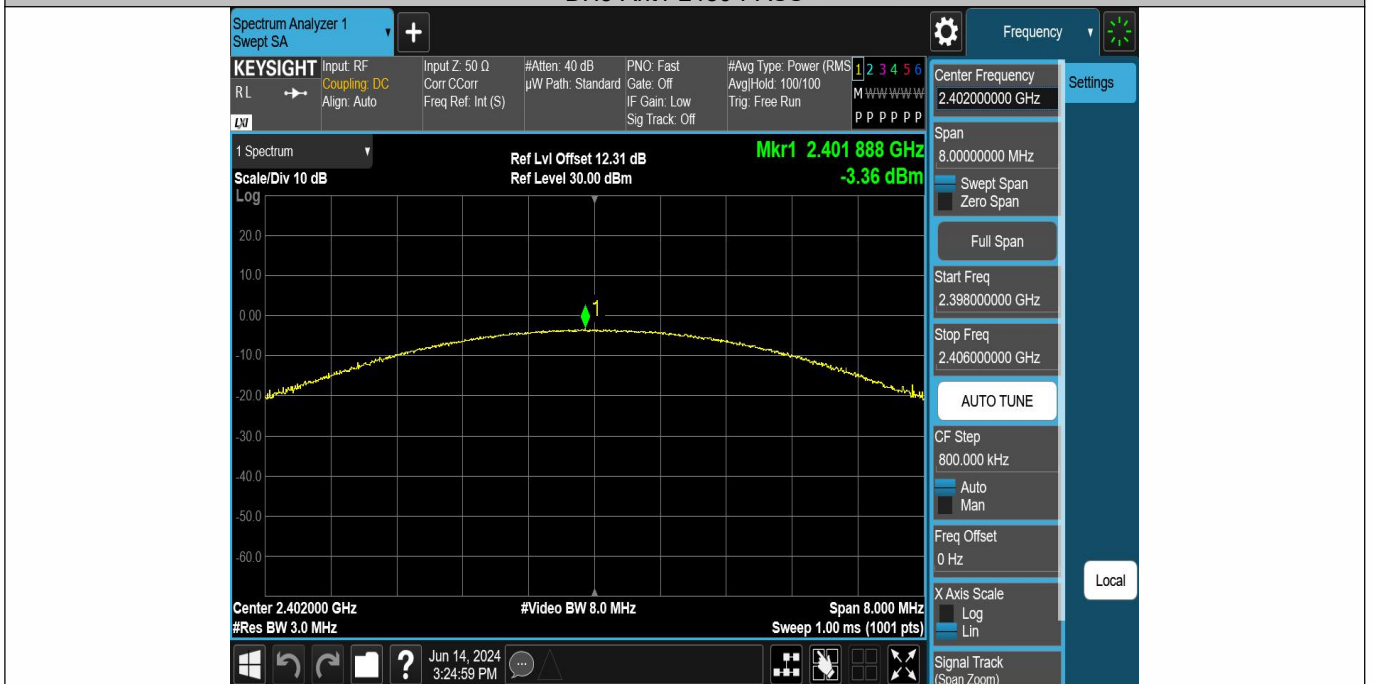 Spectrum Analyzer 1
Swept SA
Frequency
KEYSIGHT
RL
LXI
Input: RF
Coupling: DC
Align: Auto
Input Z: 50 Ω
Corr CCorr
Freq Ref: Int (S)
#Atten: 40 dB
µW Path: Standard
PNO: Fast
Gate: Off
IF Gain: Low
Sig Track: Off
#Avg Type: Power (RMS
Avg|Hold: 100/100
Trig: Free Run
1 2 3 4 5 6
M W W W W W
P P P P P P
1 Spectrum
Scale/Div 10 dB
Log
Ref Lvl Offset 12.31 dB
Ref Level 30.00 dBm
Mkr1 2.401 888 GHz
-3.36 dBm
20.0
10.0
0.00
-10.0
-20.0
-30.0
-40.0
-50.0
-60.0
1
Center 2.402000 GHz
#Video BW 8.0 MHz
Span 8.000 MHz
#Res BW 3.0 MHz
Sweep 1.00 ms (1001 pts)
?
Jun 14, 2024
3:24:59 PM
Center Frequency
2.402000000 GHz
Settings
Span
8.00000000 MHz
Swept Span
Zero Span
Full Span
Start Freq
2.398000000 GHz
Stop Freq
2.406000000 GHz
AUTO TUNE
CF Step
800.000 kHz
Auto
Man
Freq Offset
0 Hz
Local
X Axis Scale
Log
Lin
Signal Track
(Span Zoom)